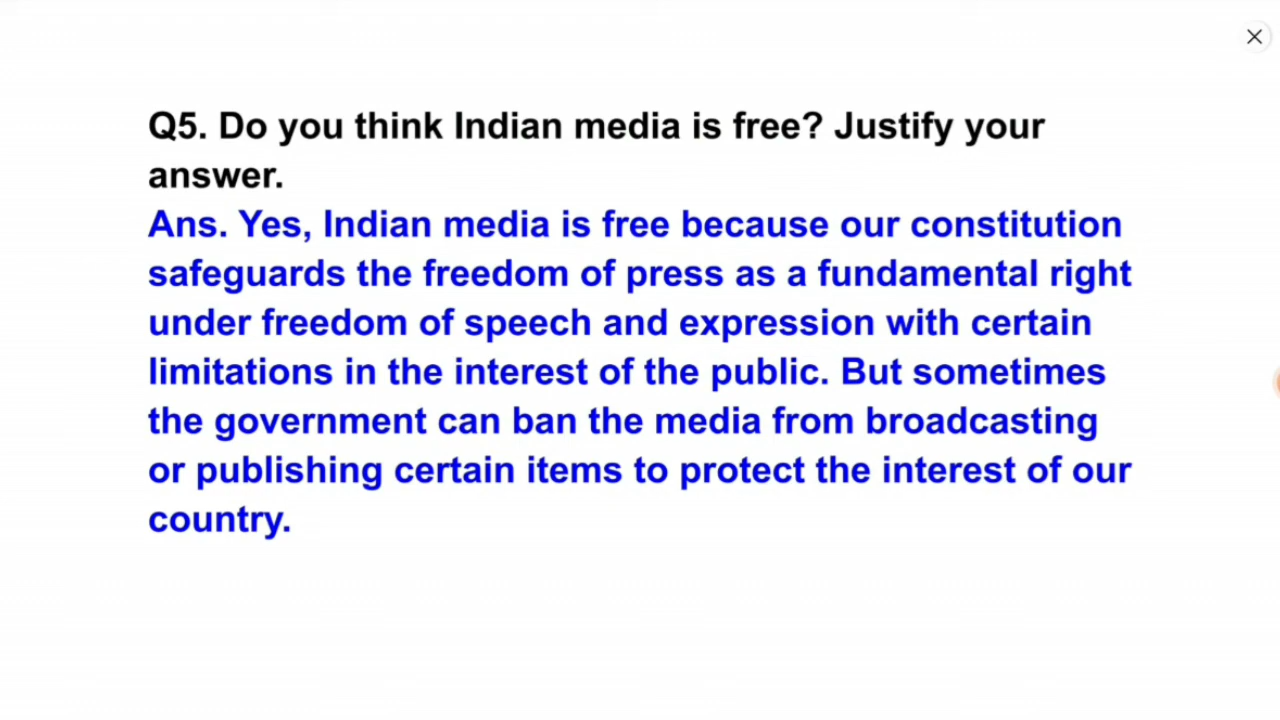 Q5. Do you think Indian media is free? Justify your
answer.
Ans. Yes, Indian media is free because our constitution
safeguards the freedom of press as a fundamental right
under freedom of speech and expression with certain
limitations in the interest of the public. But sometimes
the government can ban the media from broadcasting
or publishing certain items to protect the interest of our
country.